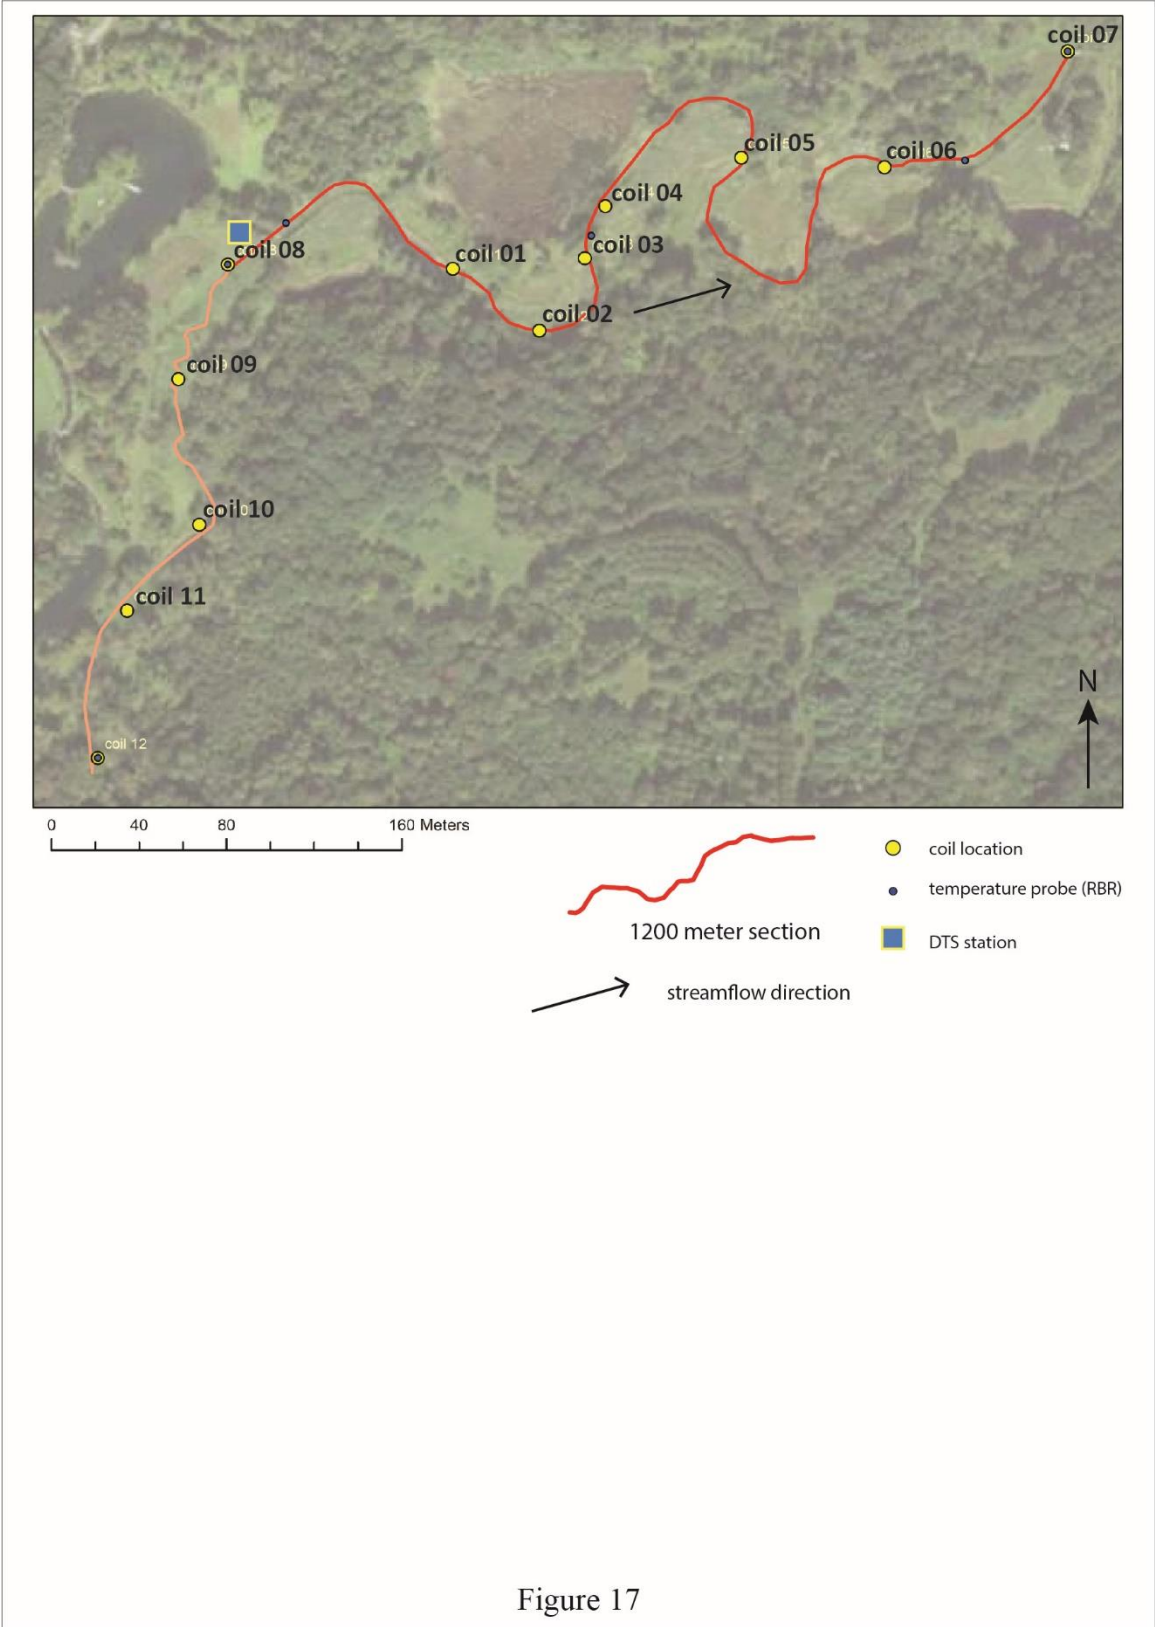 coil 07
coil 05
coil 06
coil 04
coil 03
coil 08
coil 01
coil 02
coil 09
coil 10
coil 11
N
coil 12
0 40 80 160 Meters
coil location
temperature probe (RBR)
1200 meter section
DTS station
streamflow direction
Figure 17